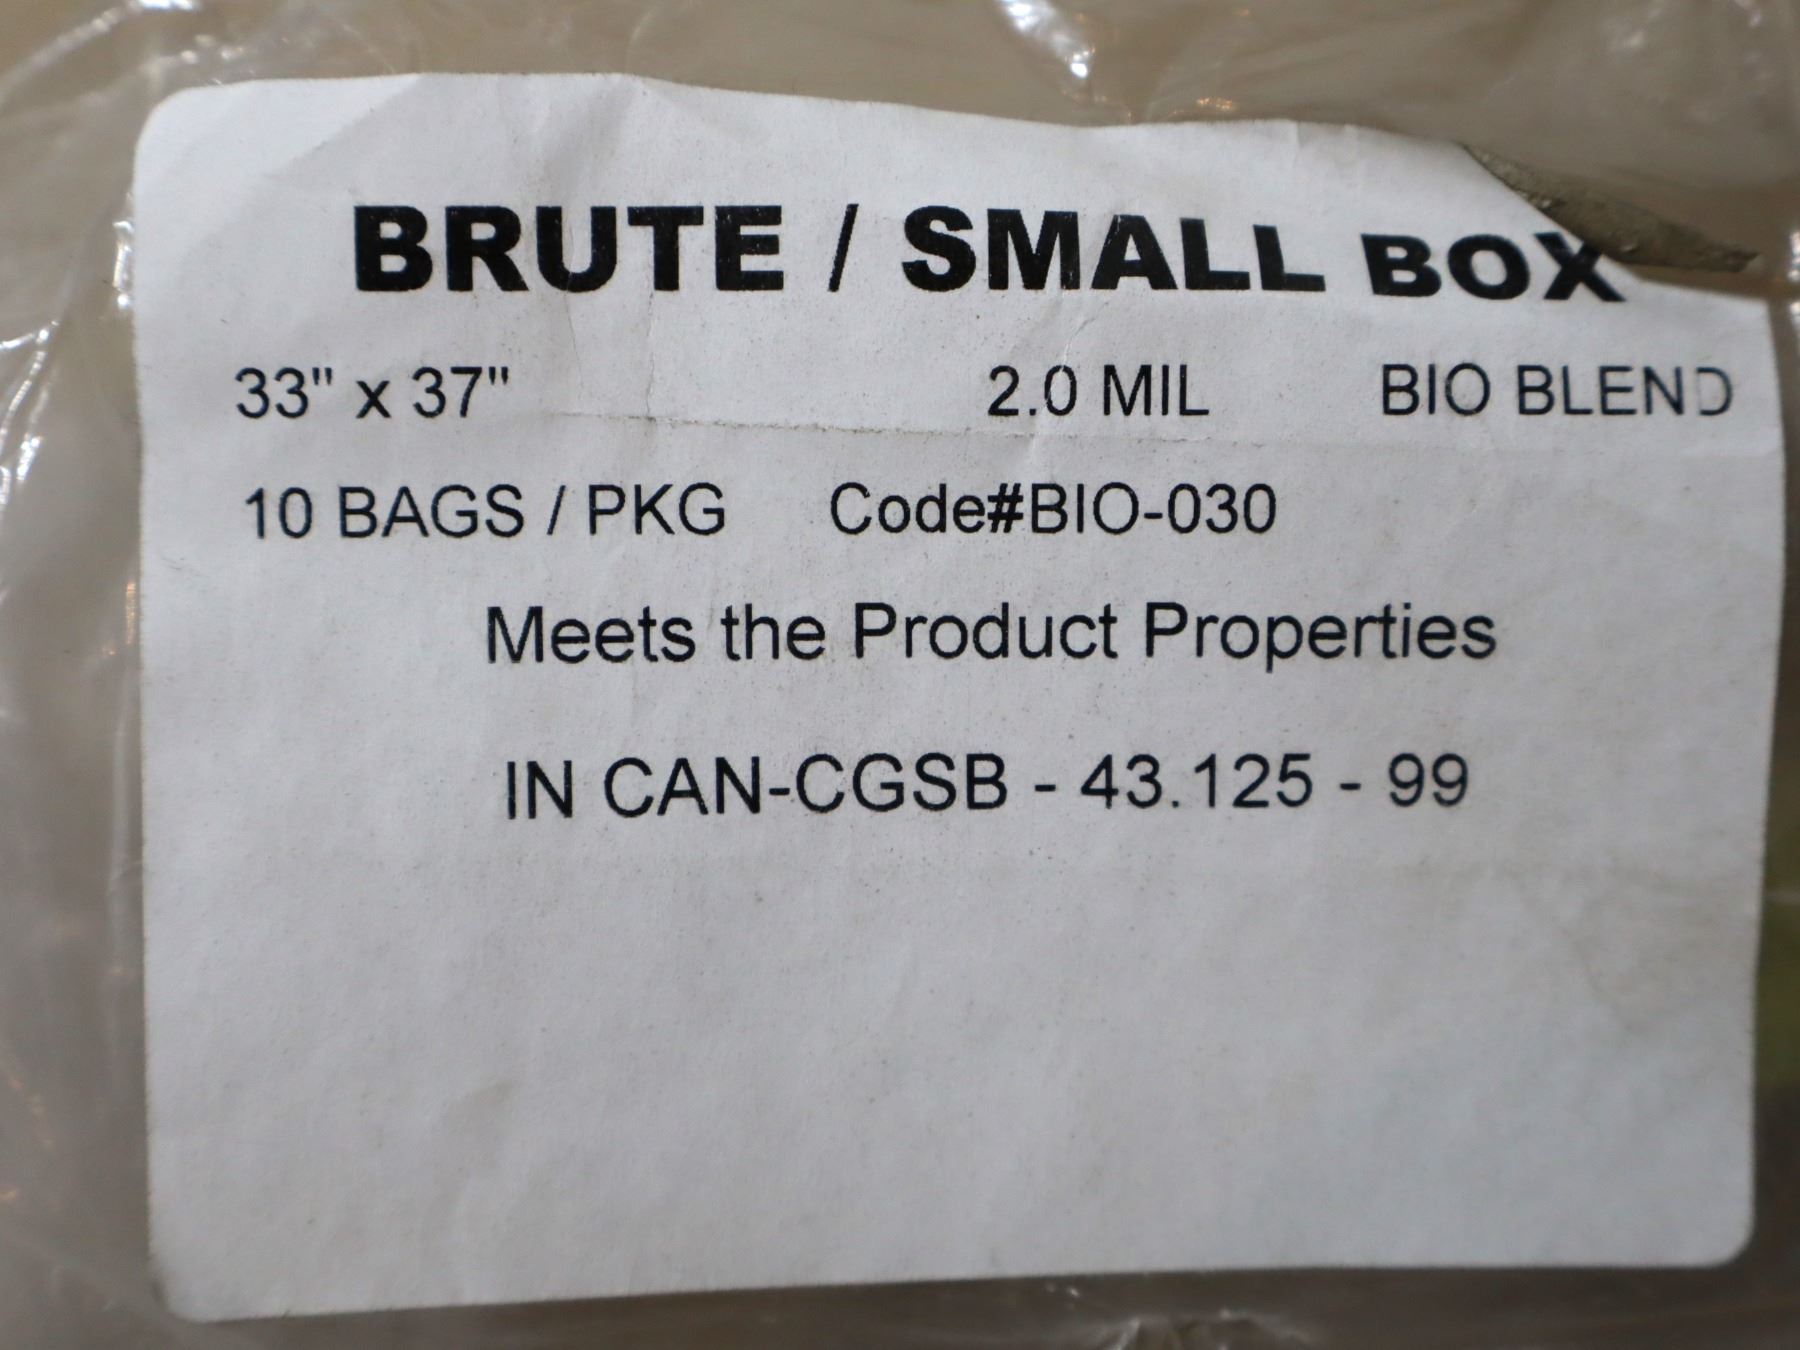 BRUTE / SMALL BOX
33" x 37" 2.0 MIL BIO BLEND
10 BAGS / PKG Code#BIO-030
Meets the Product Properties
IN CAN-CGSB - 43.125 - 99